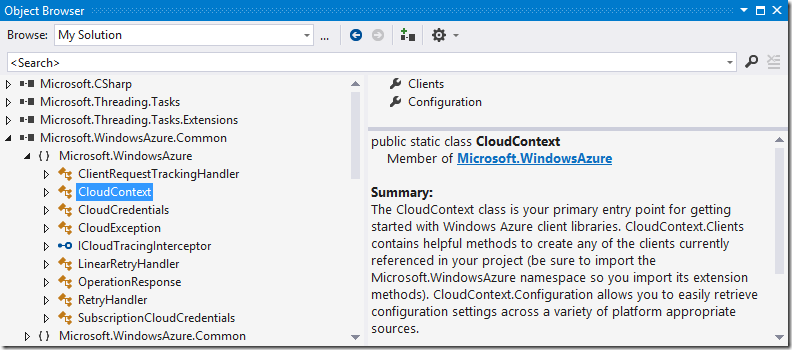 Object Browser
Browse: My Solution ...
<Search>
Microsoft.CSharp
Microsoft.Threading.Tasks
Microsoft.Threading.Tasks.Extensions
Microsoft.WindowsAzure.Common
{ } Microsoft.WindowsAzure
ClientRequestTrackingHandler
CloudContext
CloudCredentials
CloudException
ICloudTracingInterceptor
LinearRetryHandler
OperationResponse
RetryHandler
SubscriptionCloudCredentials
{ } Microsoft.WindowsAzure.Common
Clients
Configuration
public static class CloudContext
Member of Microsoft.WindowsAzure
Summary:
The CloudContext class is your primary entry point for getting
started with Windows Azure client libraries. CloudContext.Clients
contains helpful methods to create any of the clients currently
referenced in your project (be sure to import the
Microsoft.WindowsAzure namespace so you import its extension
methods). CloudContext.Configuration allows you to easily retrieve
configuration settings across a variety of platform appropriate
sources.